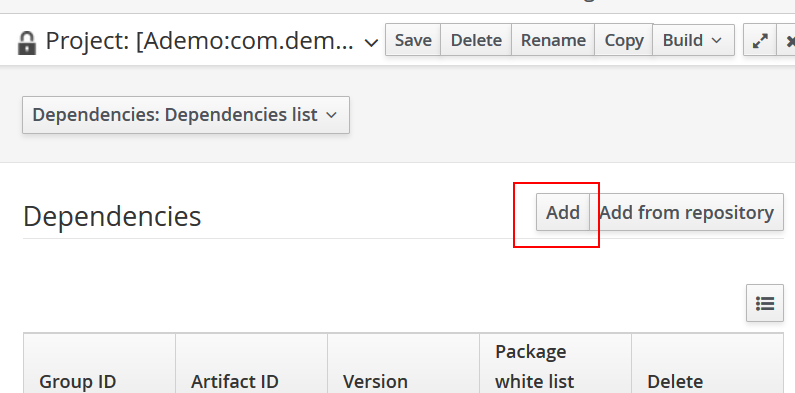 Project: [Ademo:com.dem...
Save Delete Rename Copy Build
Dependencies: Dependencies list
Dependencies
Add Add from repository
Group ID Artifact ID Version Package white list Delete